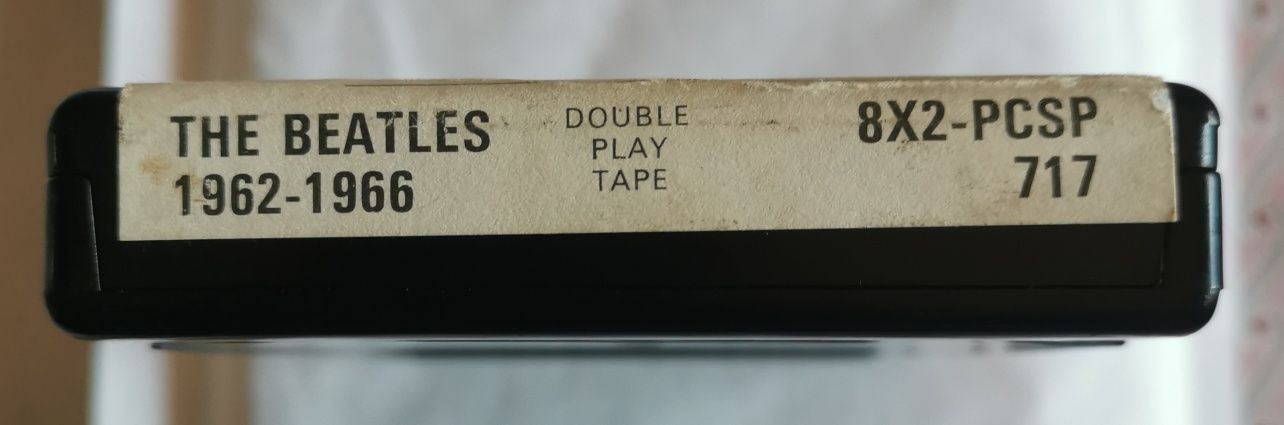 THE BEATLES
1962-1966
DOUBLE
PLAY
TAPE
8X2-PCSP
717